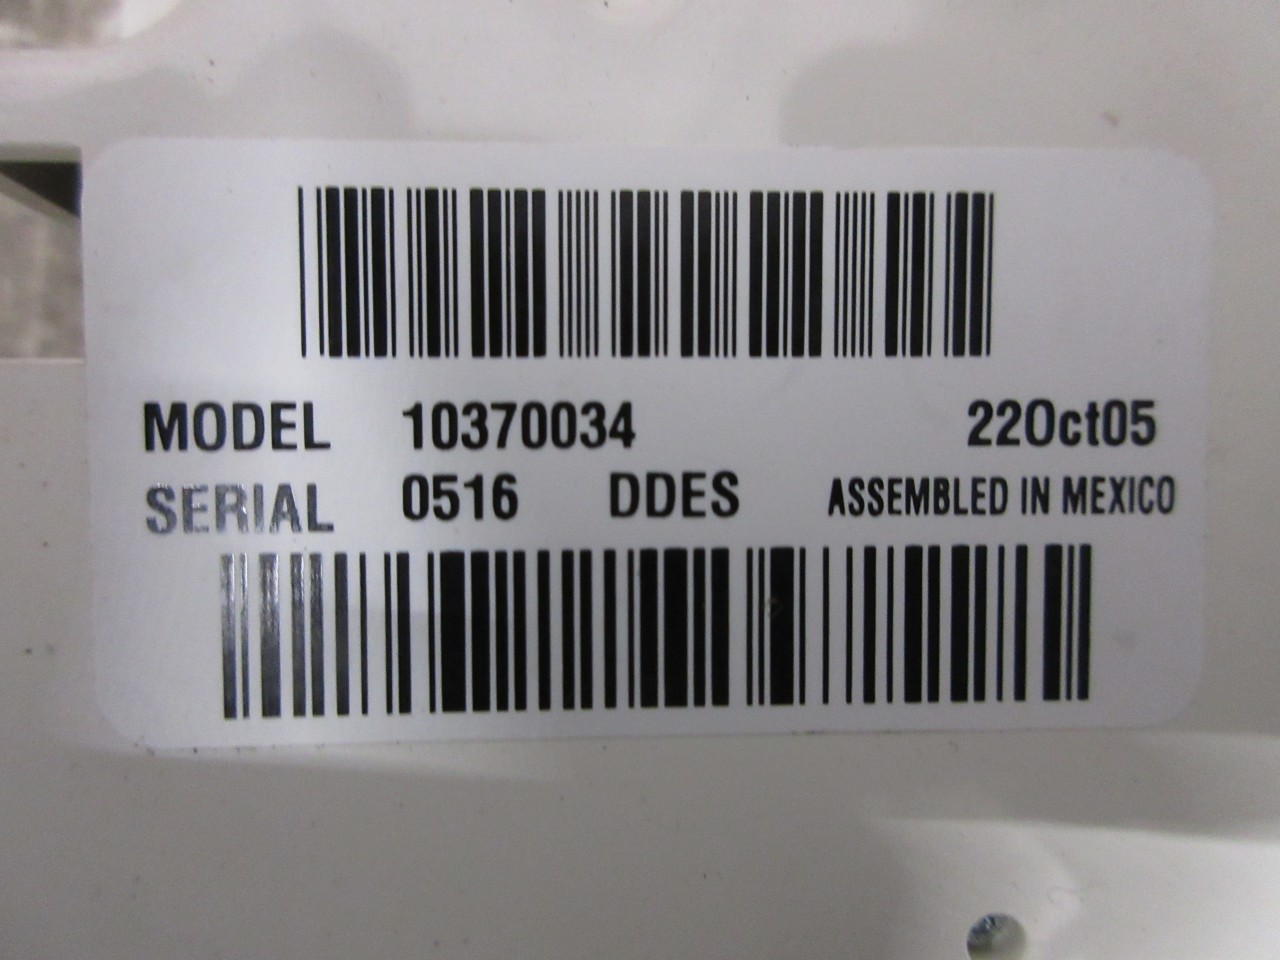 MODEL 10370034 22Oct05
SERIAL 0516 DDES ASSEMBLED IN MEXICO